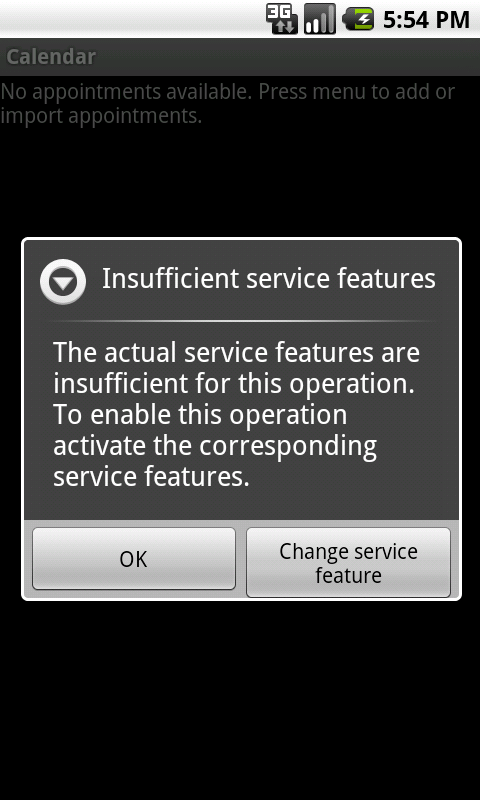 3G
5:54 PM
Calendar
No appointments available. Press menu to add or
import appointments.
Insufficient service features
The actual service features are
insufficient for this operation.
To enable this operation
activate the corresponding
service features.
OK
Change service
feature